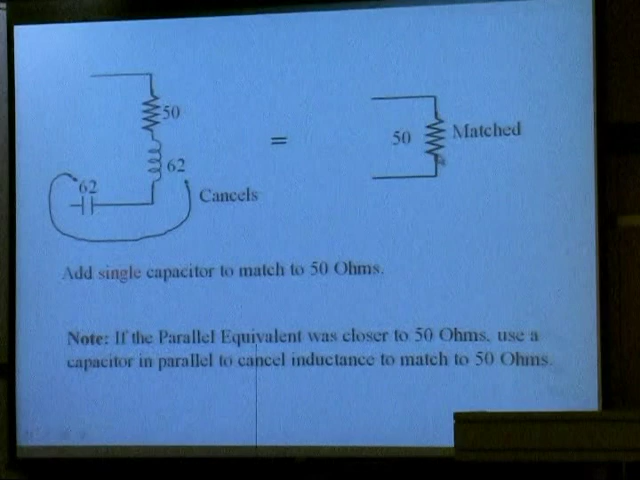 50
62
62
Cancels
=
50
Matched
Add single capacitor to match to 50 Ohms.
Note: If the Parallel Equivalent was closer to 50 Ohms, use a
capacitor in parallel to cancel inductance to match to 50 Ohms.